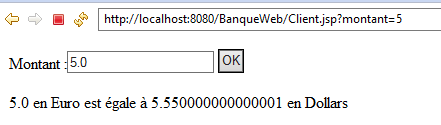 http://localhost:8080/BanqueWeb/Client.jsp?montant=5
Montant : 5.0 OK
5.0 en Euro est égale à 5.550000000000001 en Dollars